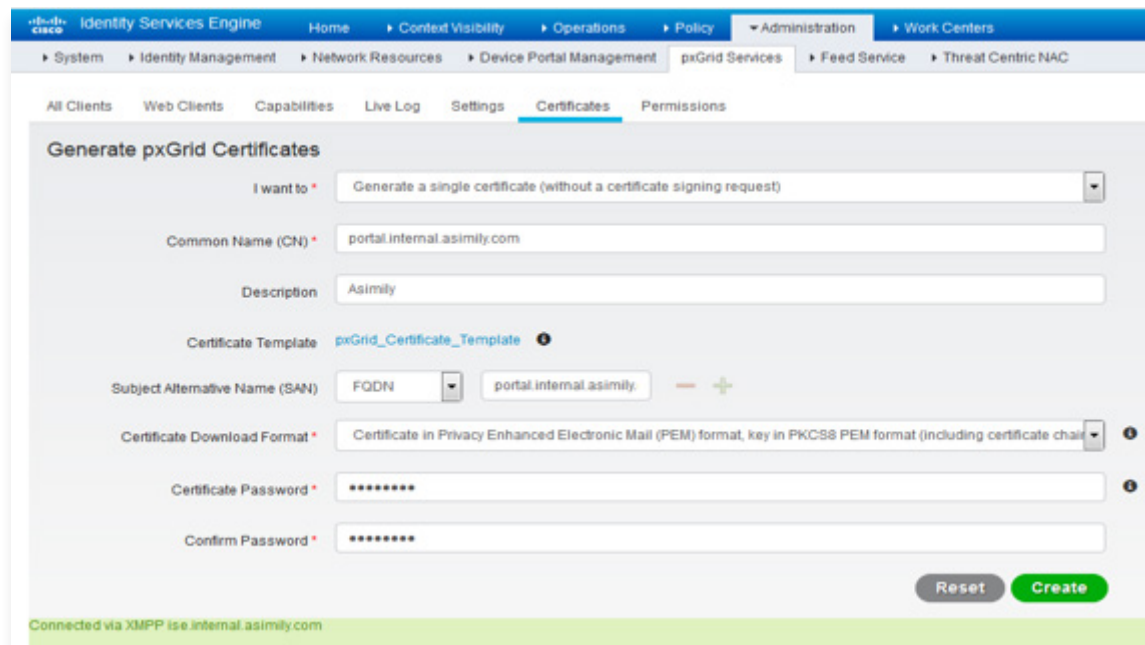 cisco Identity Services Engine Home Context Visibility Operations Policy Administration Work Centers
System Identity Management Network Resources Device Portal Management pxGrid Services Feed Service Threat Centric NAC
All Clients Web Clients Capabilities Live Log Settings Certificates Permissions
Generate pxGrid Certificates
I want to * Generate a single certificate (without a certificate signing request)
Common Name (CN) * portal.internal.asimily.com
Description Asimily
Certificate Template pxGrid_Certificate_Template
Subject Alternative Name (SAN) FQDN portal.internal.asimily.
Certificate Download Format * Certificate in Privacy Enhanced Electronic Mail (PEM) format, key in PKCS8 PEM format (including certificate chain
Certificate Password * ••••••••
Confirm Password * ••••••••
Reset Create
Connected via XMPP ise.internal.asimily.com